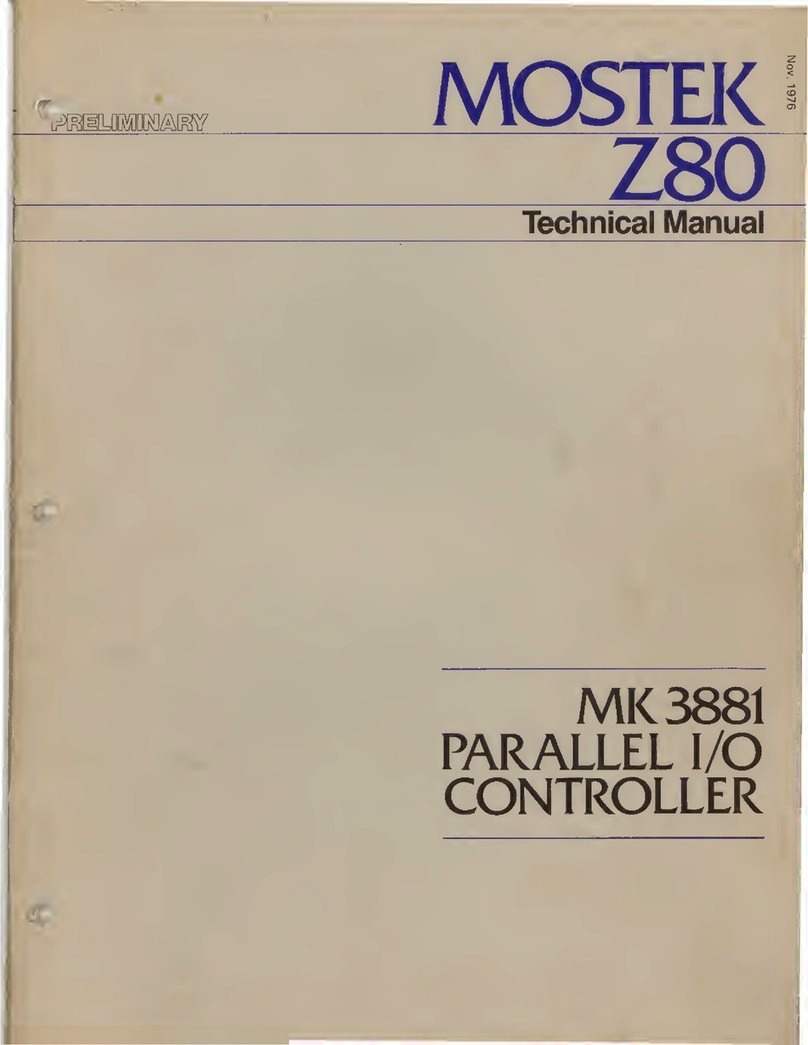 Nov. 1976
PRELIMINARY
MOSTEK
Z80
Technical Manual
MK 3881
PARALLEL I/O
CONTROLLER